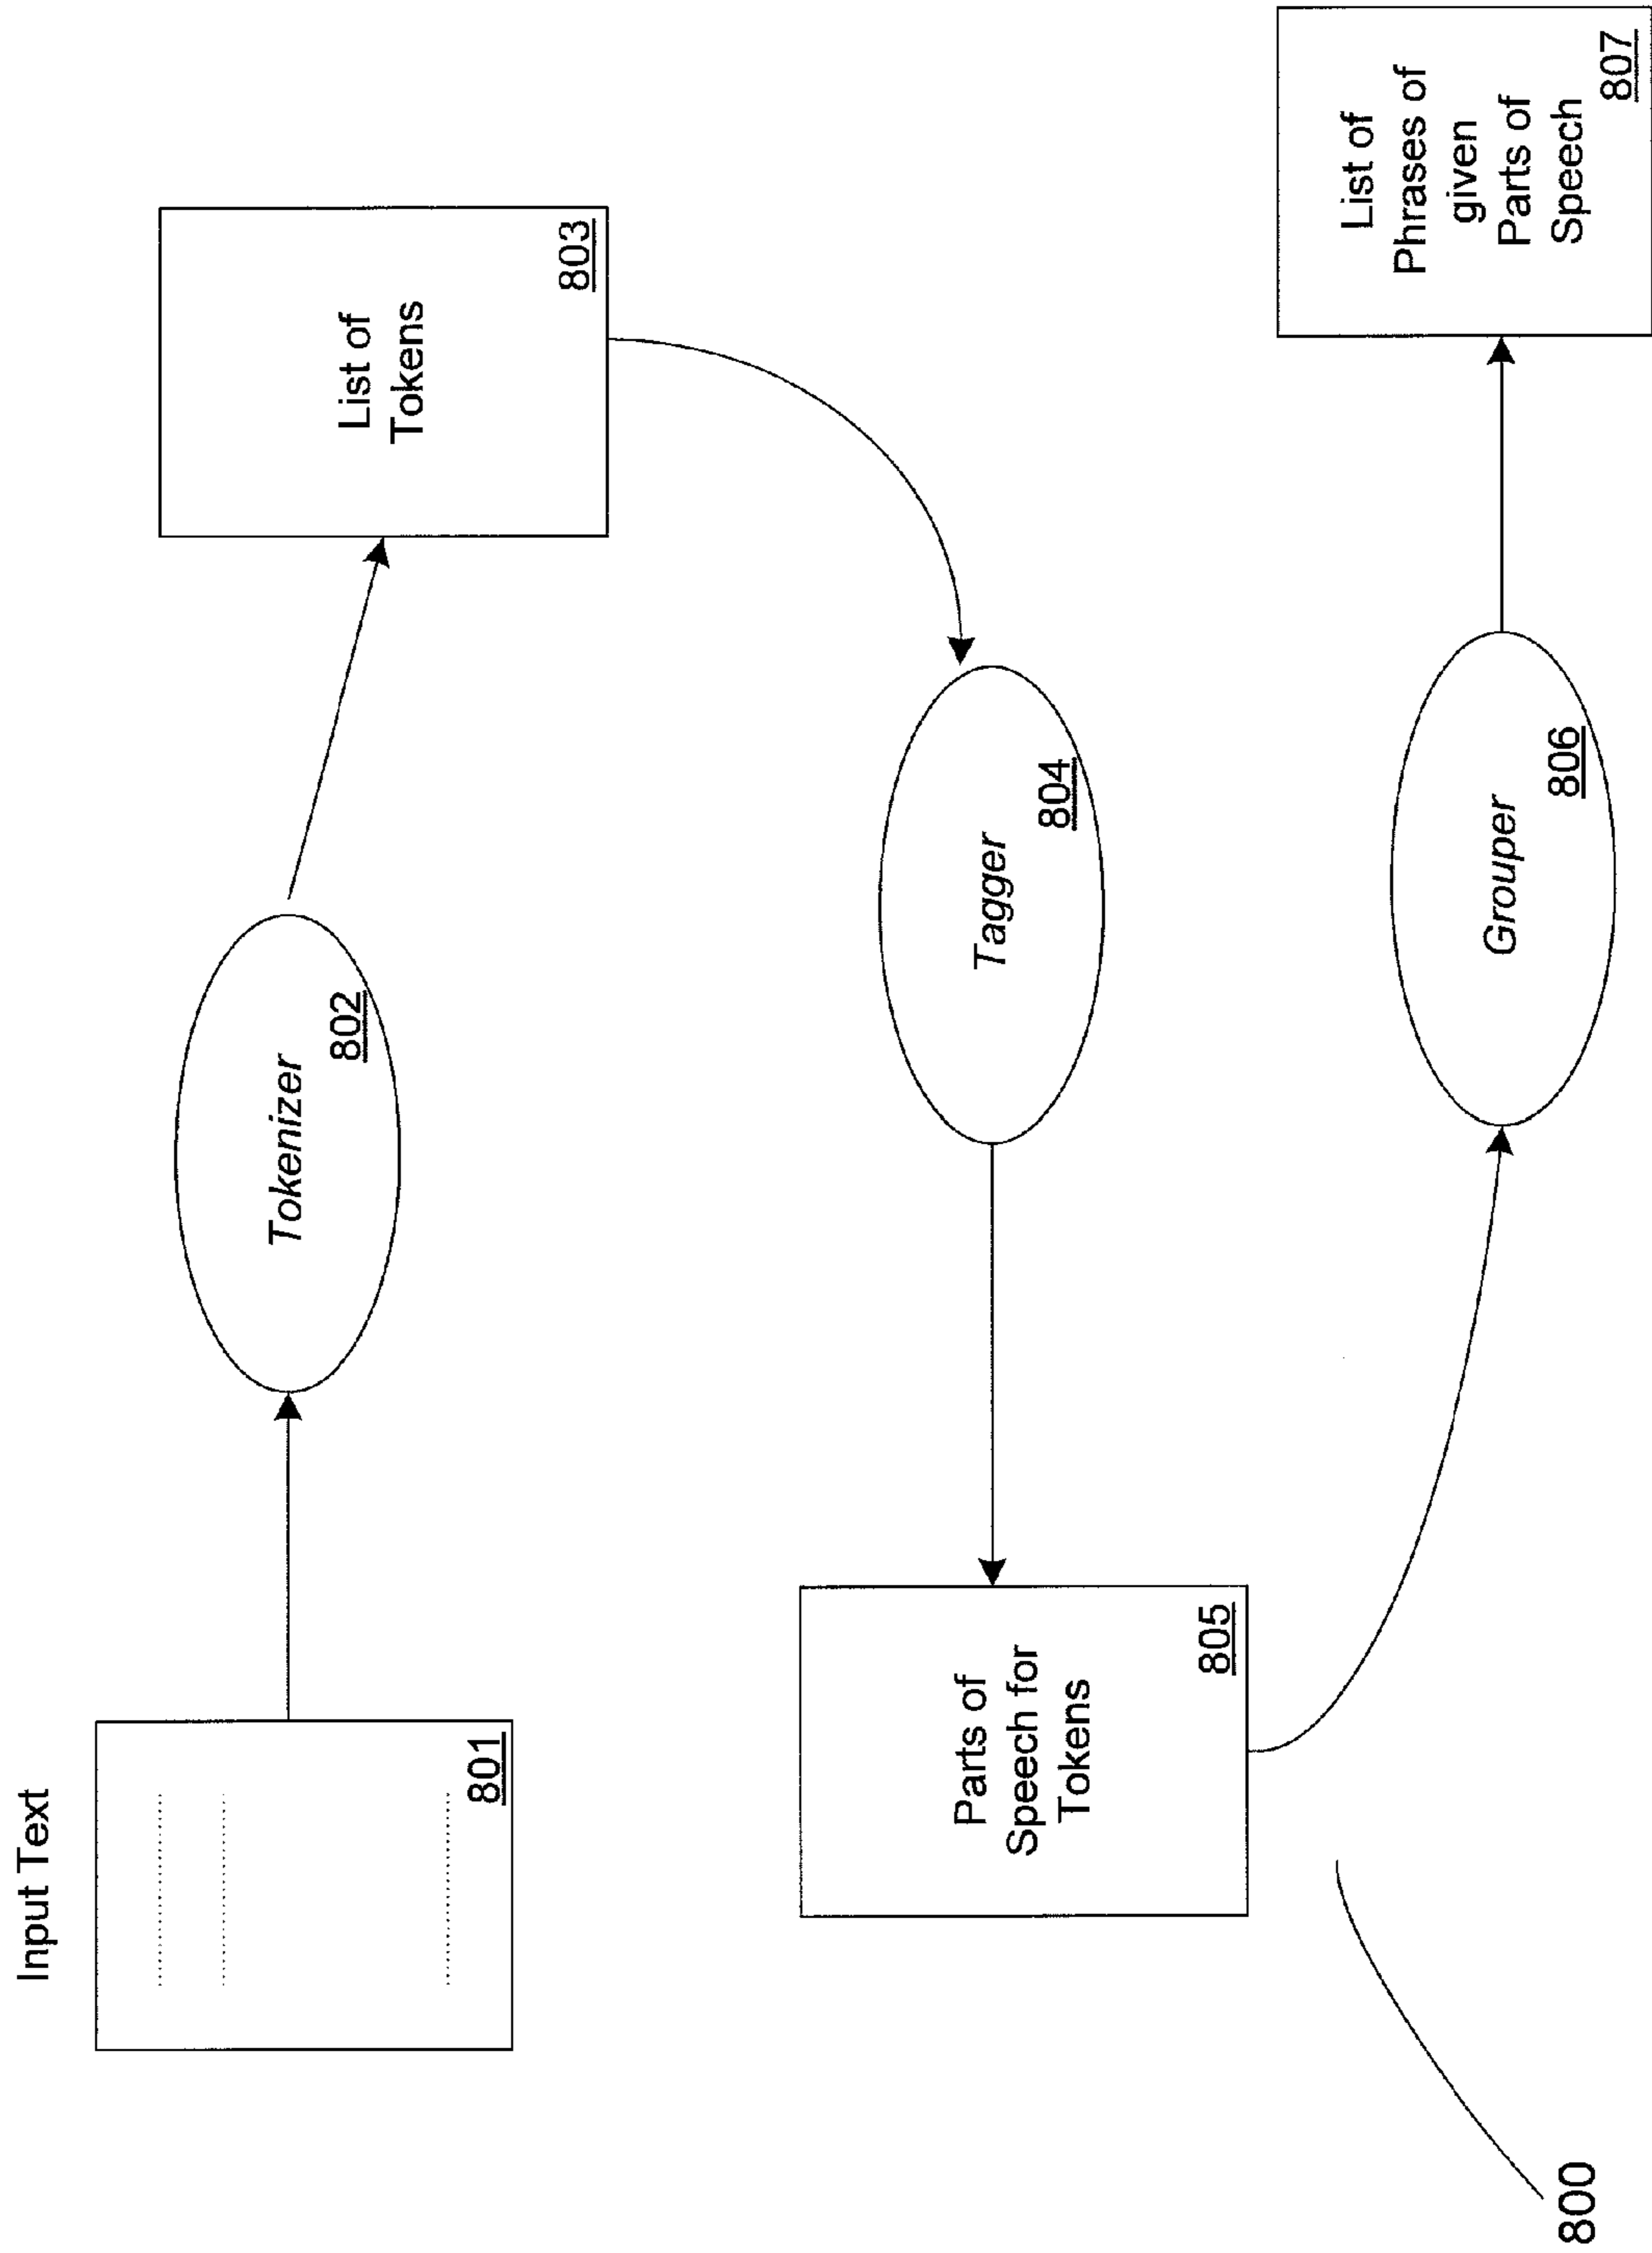 Input Text
801
Tokenizer
802
List of
Tokens
803
Tagger
804
Parts of
Speech for
Tokens
805
Grouper
806
List of
Phrases of
given
Parts of
Speech
807
800